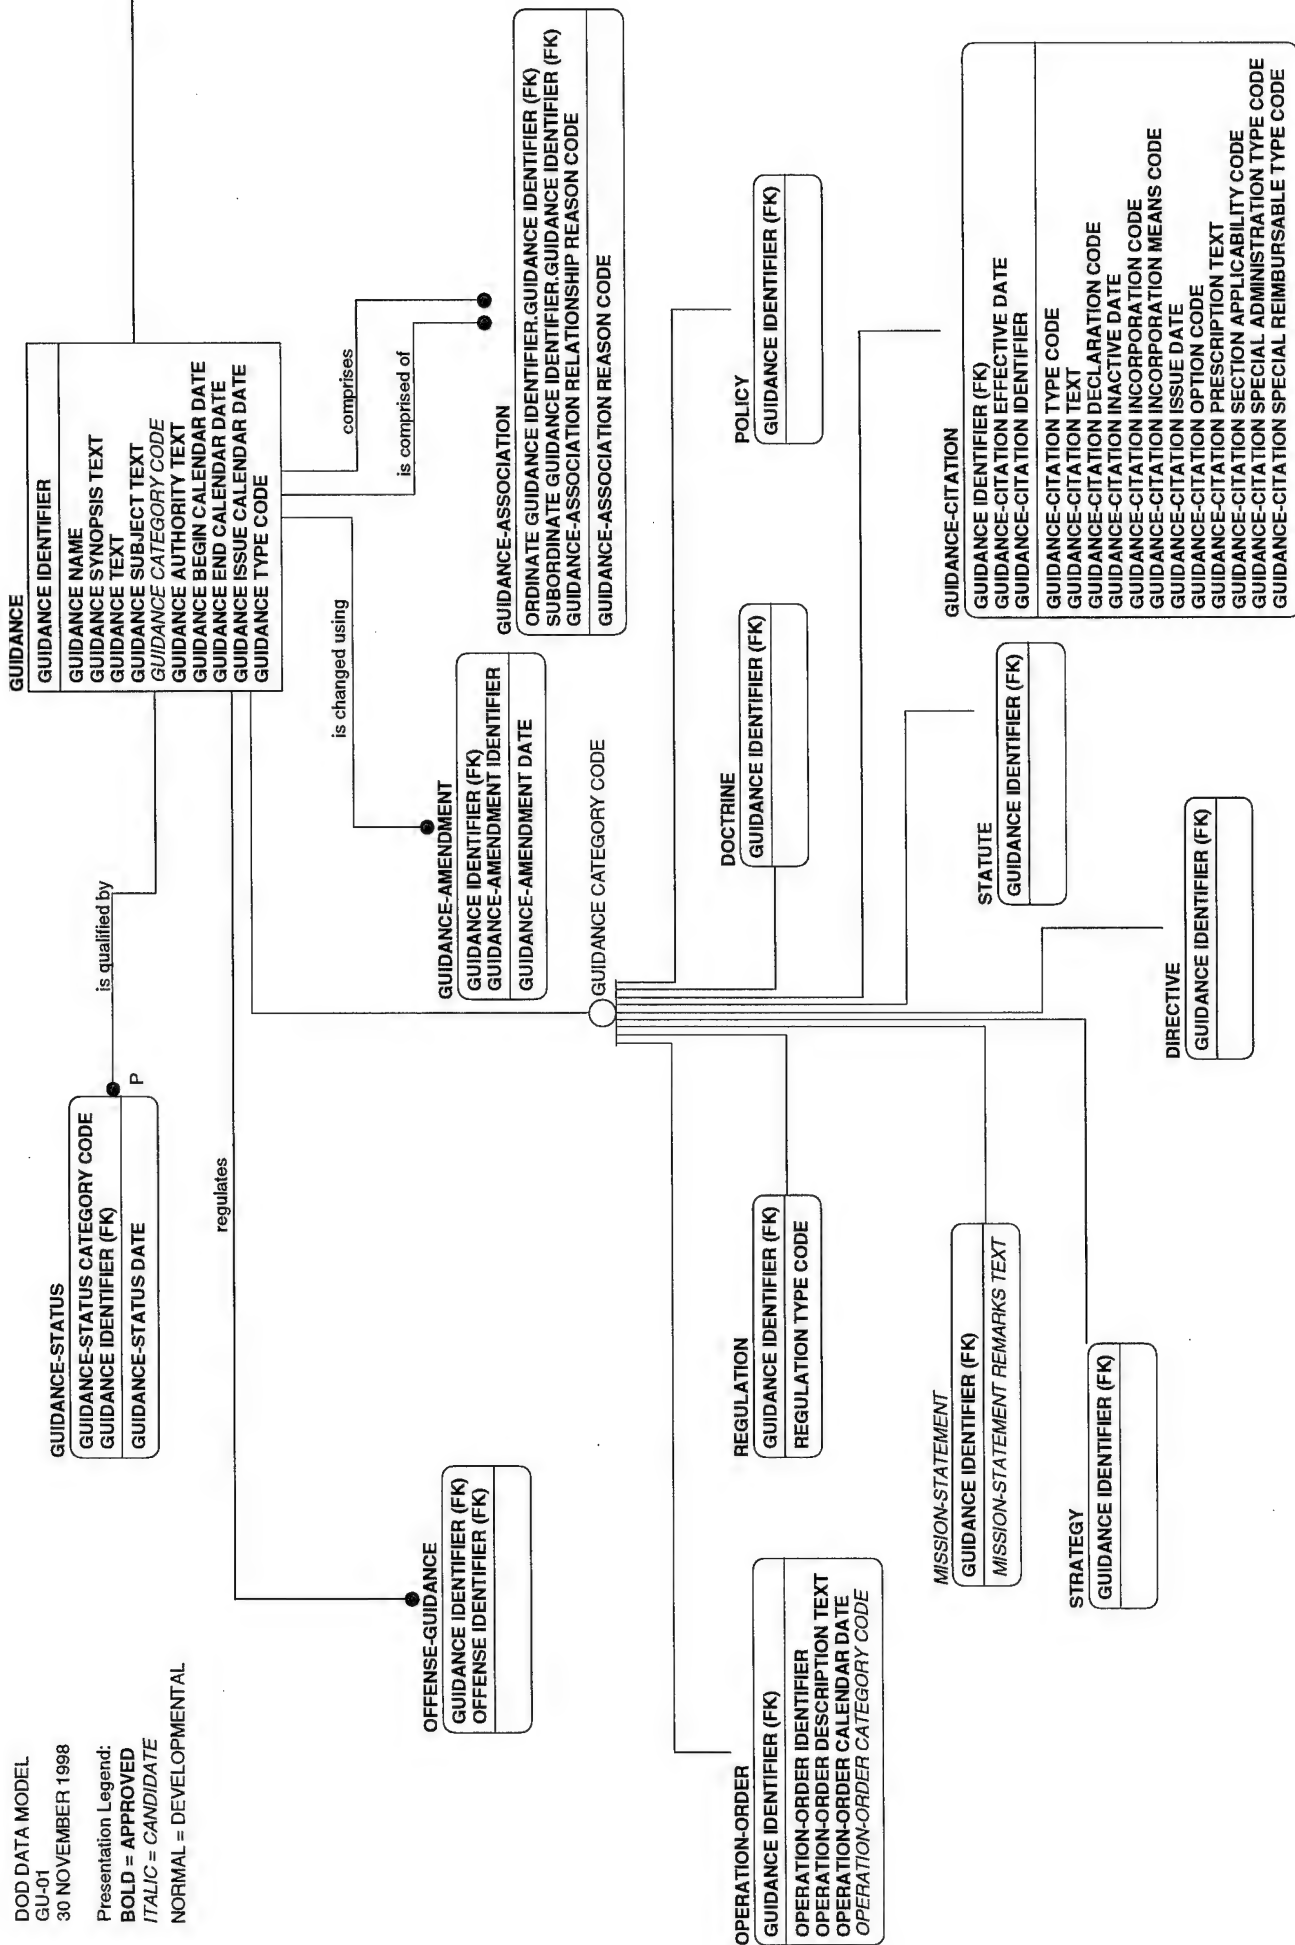 DOD DATA MODEL
GU-01
30 NOVEMBER 1998
Presentation Legend:
BOLD = APPROVED
ITALIC = CANDIDATE
NORMAL = DEVELOPMENTAL
GUIDANCE-STATUS
GUIDANCE-STATUS CATEGORY CODE
GUIDANCE IDENTIFIER (FK)
GUIDANCE-STATUS DATE
P
is qualified by
GUIDANCE
GUIDANCE IDENTIFIER
GUIDANCE NAME
GUIDANCE SYNOPSIS TEXT
GUIDANCE TEXT
GUIDANCE SUBJECT TEXT
GUIDANCE CATEGORY CODE
GUIDANCE AUTHORITY TEXT
GUIDANCE BEGIN CALENDAR DATE
GUIDANCE END CALENDAR DATE
GUIDANCE ISSUE CALENDAR DATE
GUIDANCE TYPE CODE
regulates
is changed using
comprises
is comprised of
OFFENSE-GUIDANCE
GUIDANCE IDENTIFIER (FK)
OFFENSE IDENTIFIER (FK)
GUIDANCE-AMENDMENT
GUIDANCE IDENTIFIER (FK)
GUIDANCE-AMENDMENT IDENTIFIER
GUIDANCE-AMENDMENT DATE
GUIDANCE-ASSOCIATION
ORDINATE GUIDANCE IDENTIFIER.GUIDANCE IDENTIFIER (FK)
SUBORDINATE GUIDANCE IDENTIFIER.GUIDANCE IDENTIFIER (FK)
GUIDANCE-ASSOCIATION RELATIONSHIP REASON CODE
GUIDANCE-ASSOCIATION REASON CODE
GUIDANCE CATEGORY CODE
OPERATION-ORDER
GUIDANCE IDENTIFIER (FK)
OPERATION-ORDER IDENTIFIER
OPERATION-ORDER DESCRIPTION TEXT
OPERATION-ORDER CALENDAR DATE
OPERATION-ORDER CATEGORY CODE
REGULATION
GUIDANCE IDENTIFIER (FK)
REGULATION TYPE CODE
DOCTRINE
GUIDANCE IDENTIFIER (FK)
POLICY
GUIDANCE IDENTIFIER (FK)
MISSION-STATEMENT
GUIDANCE IDENTIFIER (FK)
MISSION-STATEMENT REMARKS TEXT
STATUTE
GUIDANCE IDENTIFIER (FK)
GUIDANCE-CITATION
GUIDANCE IDENTIFIER (FK)
GUIDANCE-CITATION EFFECTIVE DATE
GUIDANCE-CITATION IDENTIFIER
GUIDANCE-CITATION TYPE CODE
GUIDANCE-CITATION TEXT
GUIDANCE-CITATION DECLARATION CODE
GUIDANCE-CITATION INACTIVE DATE
GUIDANCE-CITATION INCORPORATION CODE
GUIDANCE-CITATION INCORPORATION MEANS CODE
GUIDANCE-CITATION ISSUE DATE
GUIDANCE-CITATION OPTION CODE
GUIDANCE-CITATION PRESCRIPTION TEXT
GUIDANCE-CITATION SECTION APPLICABILITY CODE
GUIDANCE-CITATION SPECIAL ADMINISTRATION TYPE CODE
GUIDANCE-CITATION SPECIAL REIMBURSABLE TYPE CODE
STRATEGY
GUIDANCE IDENTIFIER (FK)
DIRECTIVE
GUIDANCE IDENTIFIER (FK)